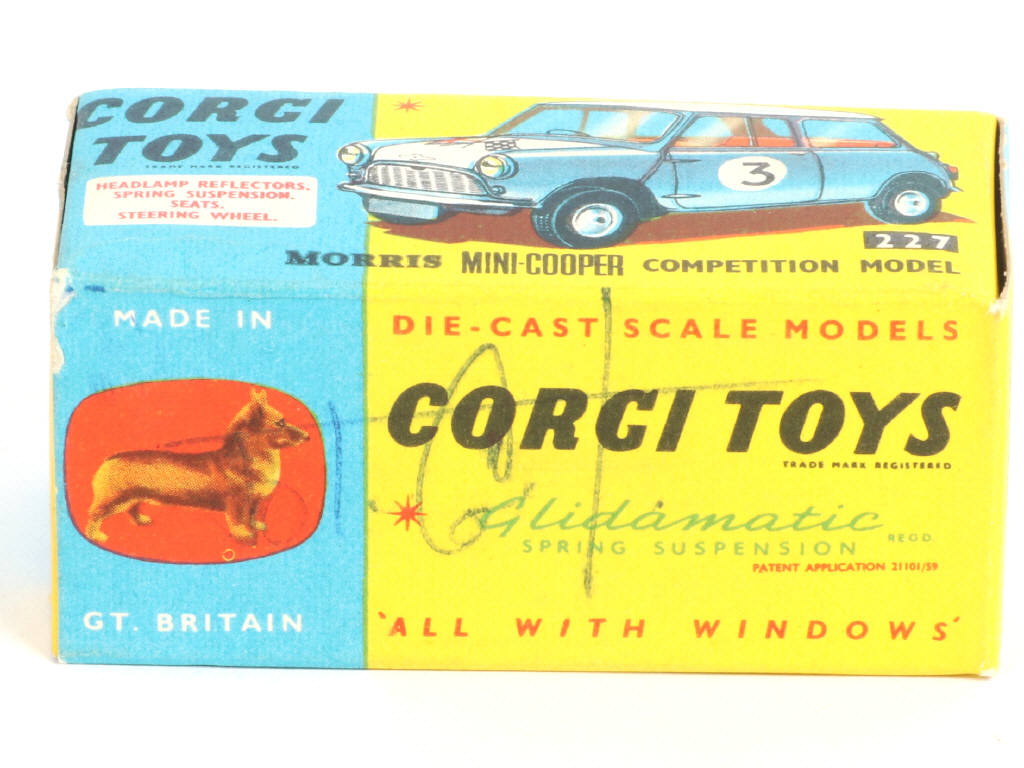 CORGI
TOYS
TRADE MARK REGISTERED
HEADLAMP REFLECTORS.
SPRING SUSPENSION.
SEATS.
STEERING WHEEL.
3
227
MORRIS MINI-COOPER COMPETITION MODEL
MADE IN
GT. BRITAIN
DIE-CAST SCALE MODELS
CORGI TOYS
TRADE MARK REGISTERED
Glidamatic REGD.
SPRING SUSPENSION
PATENT APPLICATION 21101/59
'ALL WITH WINDOWS'